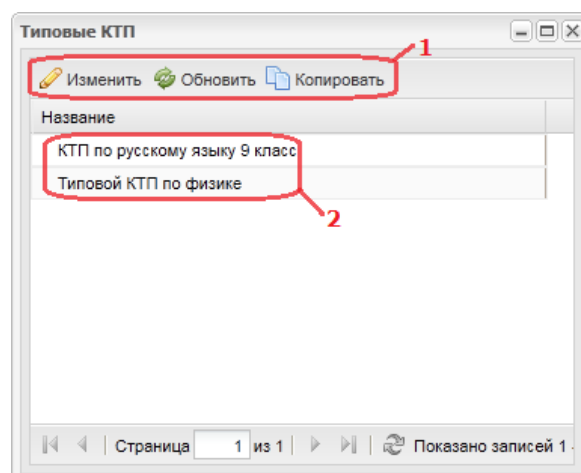 Типовые КТП
1
Изменить Обновить Копировать
Название
КТП по русскому языку 9 класс
Типовой КТП по физике
2
Страница 1 из 1 Показано записей 1 -